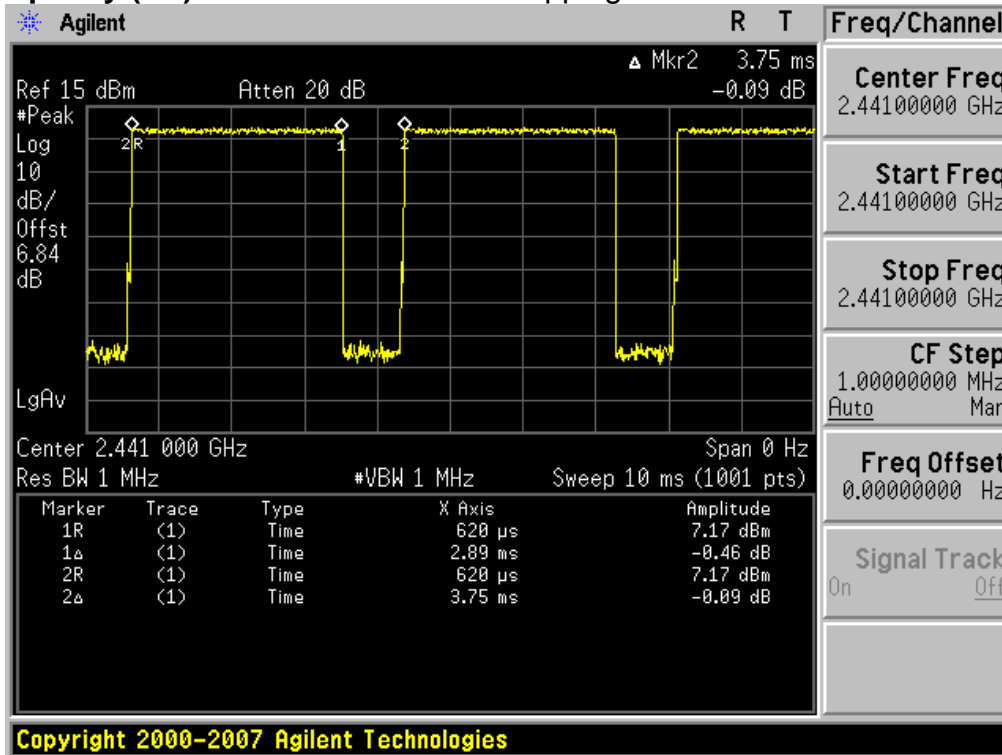 Agilent R T Freq/Channel
▵ Mkr2 3.75 ms
Ref 15 dBm Atten 20 dB −0.09 dB
#Peak
Log
10
dB/
Offst
6.84
dB
LgAv
2R 1 2
Center 2.441 000 GHz Span 0 Hz
Res BW 1 MHz #VBW 1 MHz Sweep 10 ms (1001 pts)
Marker Trace Type X Axis Amplitude
1R (1) Time 620 µs 7.17 dBm
1▵ (1) Time 2.89 ms −0.46 dB
2R (1) Time 620 µs 7.17 dBm
2▵ (1) Time 3.75 ms −0.09 dB
Center Freq
2.44100000 GHz
Start Freq
2.44100000 GHz
Stop Freq
2.44100000 GHz
CF Step
1.00000000 MHz
Auto Man
Freq Offset
0.00000000 Hz
Signal Track
On Off
Copyright 2000-2007 Agilent Technologies